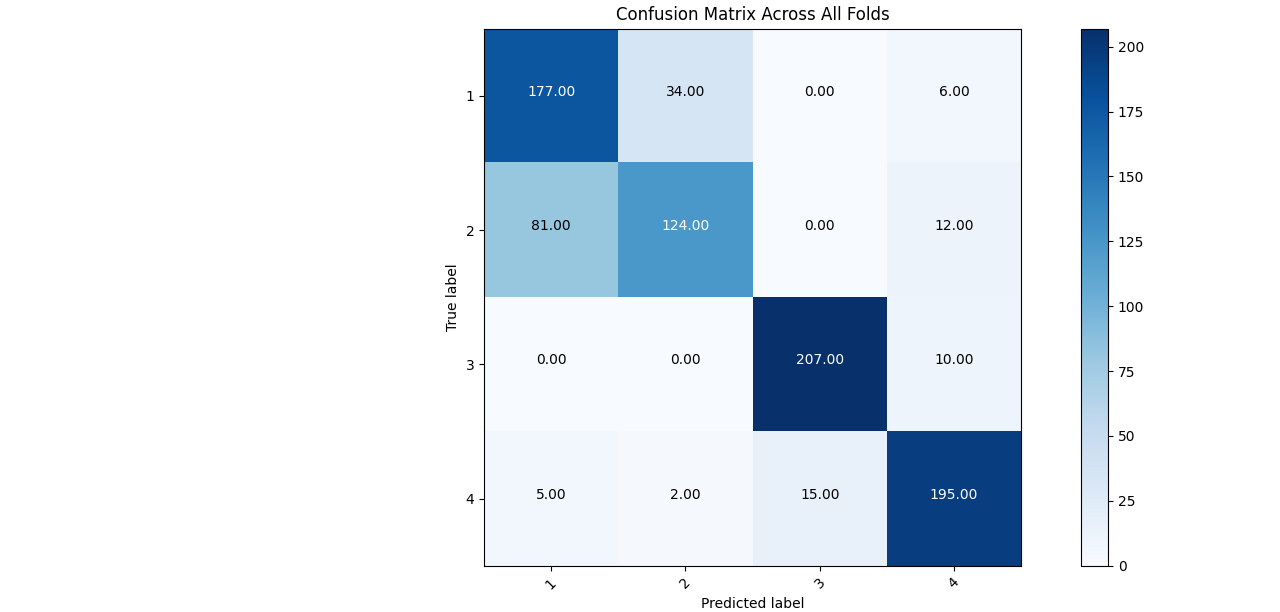 Confusion Matrix Across All Folds
True label
1
177.00 34.00 0.00 6.00
2
81.00 124.00 0.00 12.00
3
0.00 0.00 207.00 10.00
4
5.00 2.00 15.00 195.00
1 2 3 4
Predicted label
200
175
150
125
100
75
50
25
0